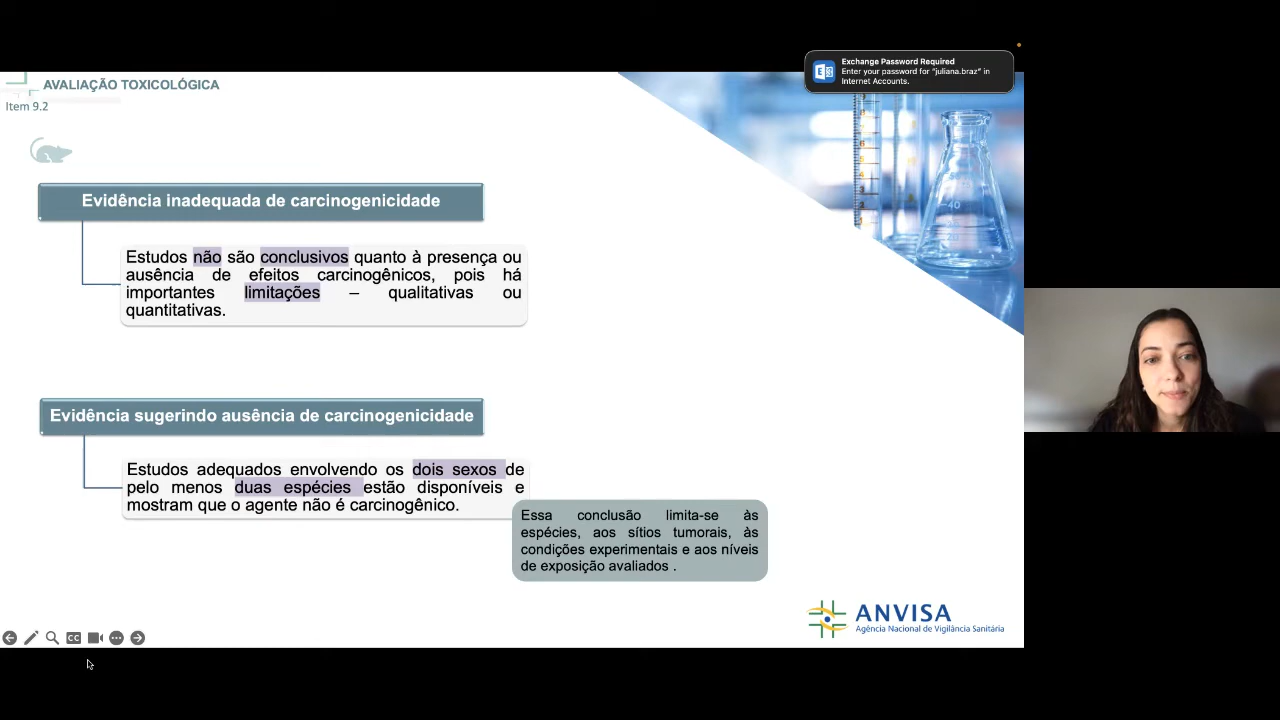 Exchange Password Required
Enter your password for "juliana.braz" in
Internet Accounts.
AVALIAÇÃO TOXICOLÓGICA
Item 9.2
Evidência inadequada de carcinogenicidade
Estudos não são conclusivos quanto à presença ou
ausência de efeitos carcinogênicos, pois há
importantes limitações – qualitativas ou
quantitativas.
Evidência sugerindo ausência de carcinogenicidade
Estudos adequados envolvendo os dois sexos de
pelo menos duas espécies estão disponíveis e
mostram que o agente não é carcinogênico.
Essa conclusão limita-se às
espécies, aos sítios tumorais, às
condições experimentais e aos níveis
de exposição avaliados .
ANVISA
Agência Nacional de Vigilância Sanitária
CC